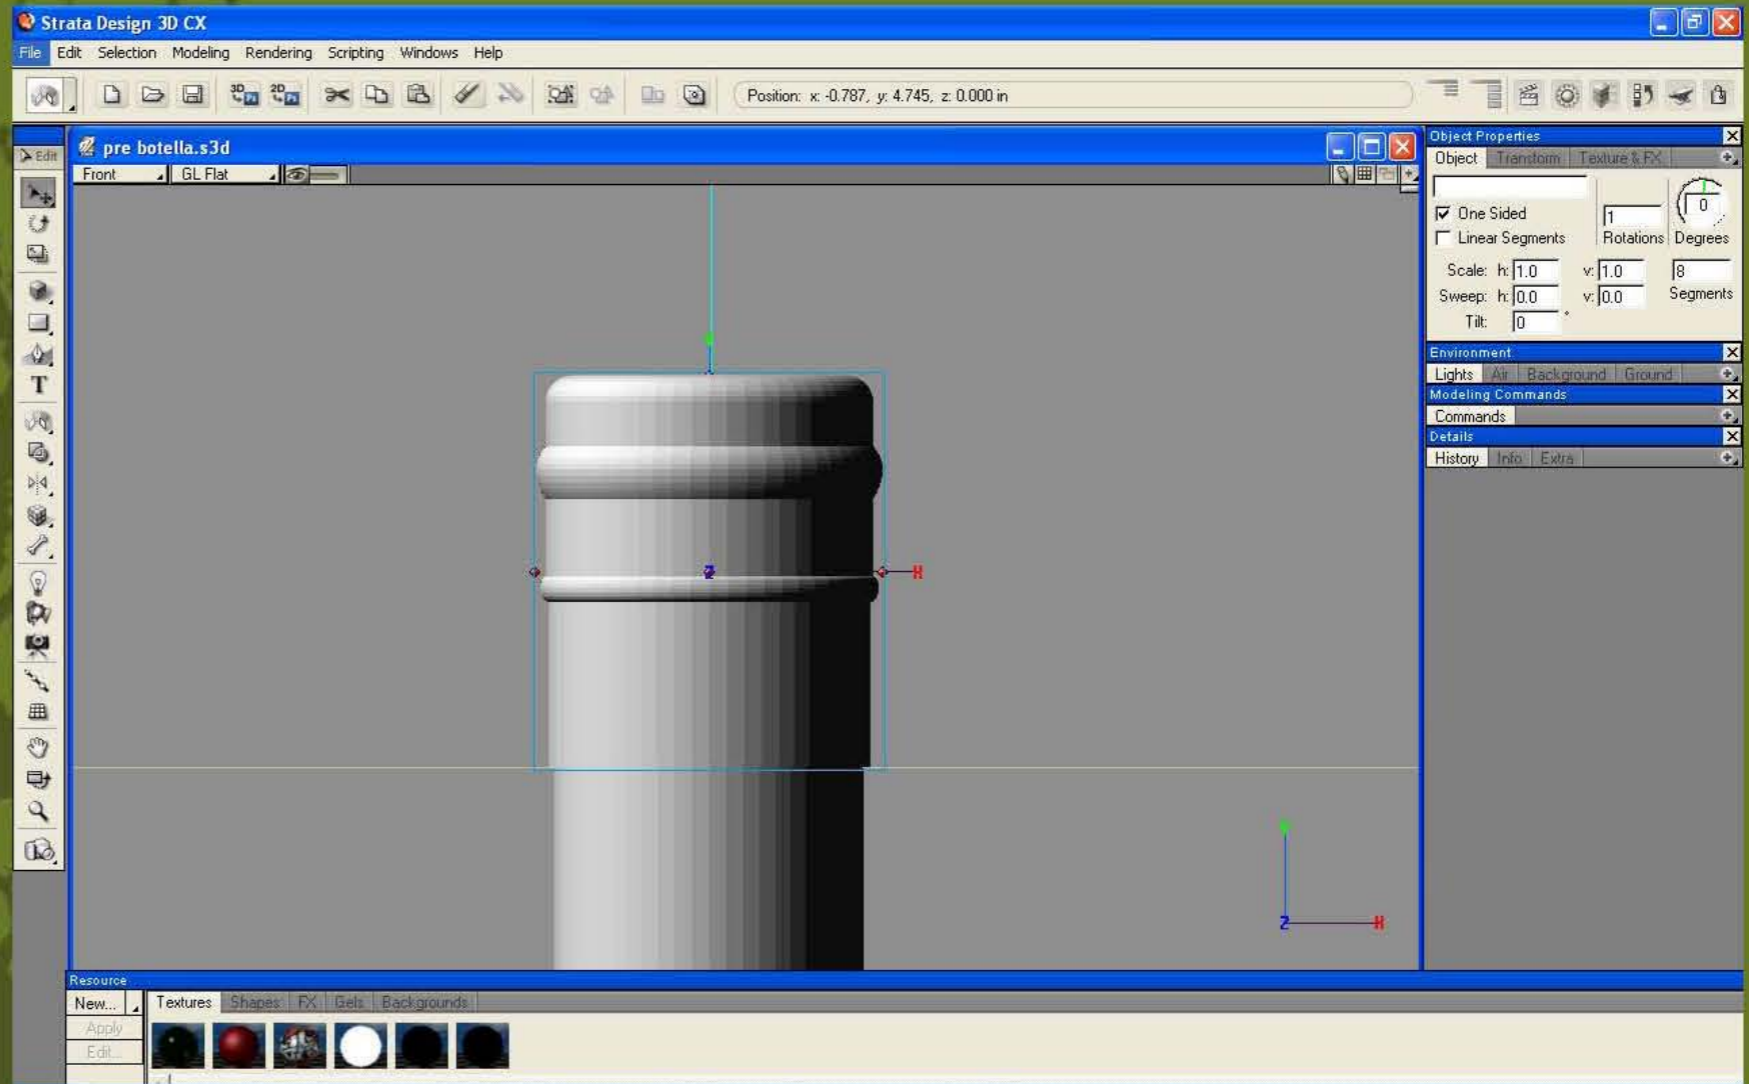 Strata Design 3D CX
File Edit Selection Modeling Rendering Scripting Windows Help
3D 2D Position: x: -0.787, y: 4.745, z: 0.000 in
Edit
pre botella.s3d
Front GL Flat
T
Z
X
Z X
Object Properties
Object Transform Texture & FX
One Sided
1 0
Linear Segments Rotations Degrees
Scale: h: 1.0 v: 1.0 8
Sweep: h: 0.0 v: 0.0 Segments
Tilt: 0 °
Environment
Lights Air Background Ground
Modeling Commands
Commands
Details
History Info Extra
Resource
New... Textures Shapes FX Gels Backgrounds
Apply
Edit...